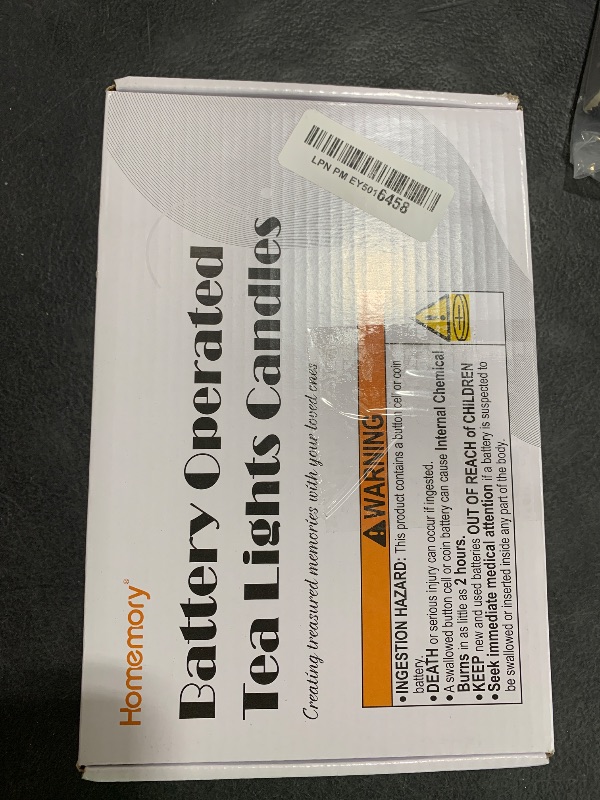 Homemory®
Battery Operated
Tea Lights Candles
Creating treasured memories with your loved ones
LPN PM EY5016458
WARNING
• INGESTION HAZARD: This product contains a button cell or coin
battery.
• DEATH or serious injury can occur if ingested.
• A swallowed button cell or coin battery can cause Internal Chemical
Burns in as little as 2 hours.
• KEEP new and used batteries OUT OF REACH of CHILDREN
• Seek immediate medical attention if a battery is suspected to
be swallowed or inserted inside any part of the body.